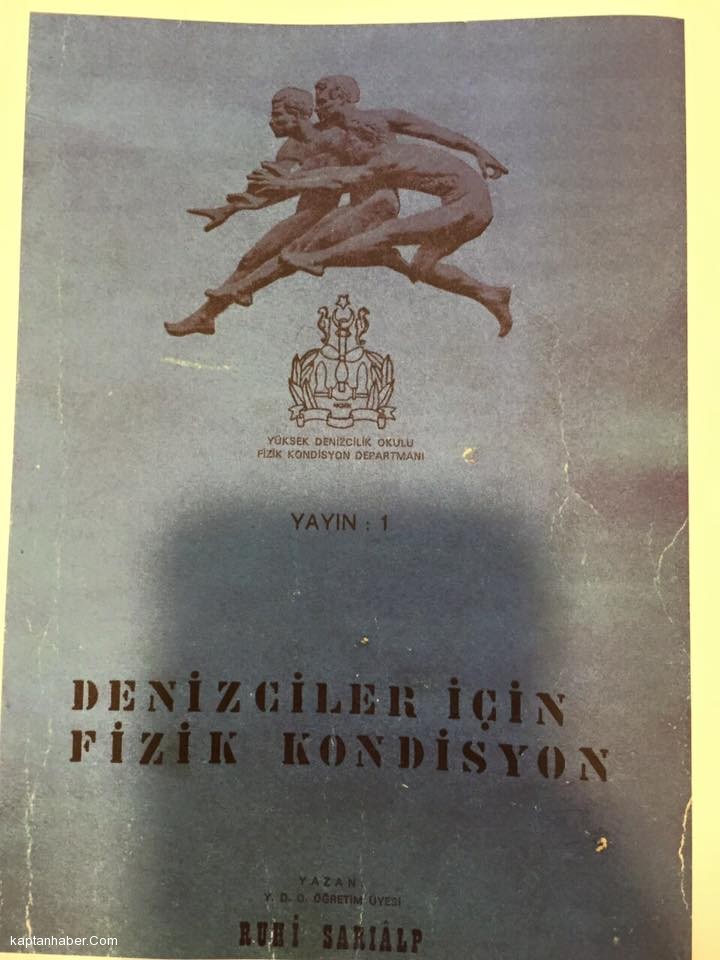 YÜKSEK DENİZCİLİK OKULU
FİZİK KONDİSYON DEPARTMANI
YAYIN : 1
DENİZCİLER İÇİN
FİZİK KONDİSYON
YAZAN
Y. D. O. ÖĞRETİM ÜYESİ
RUHİ SARIÂLP
kaptanhaber.Com